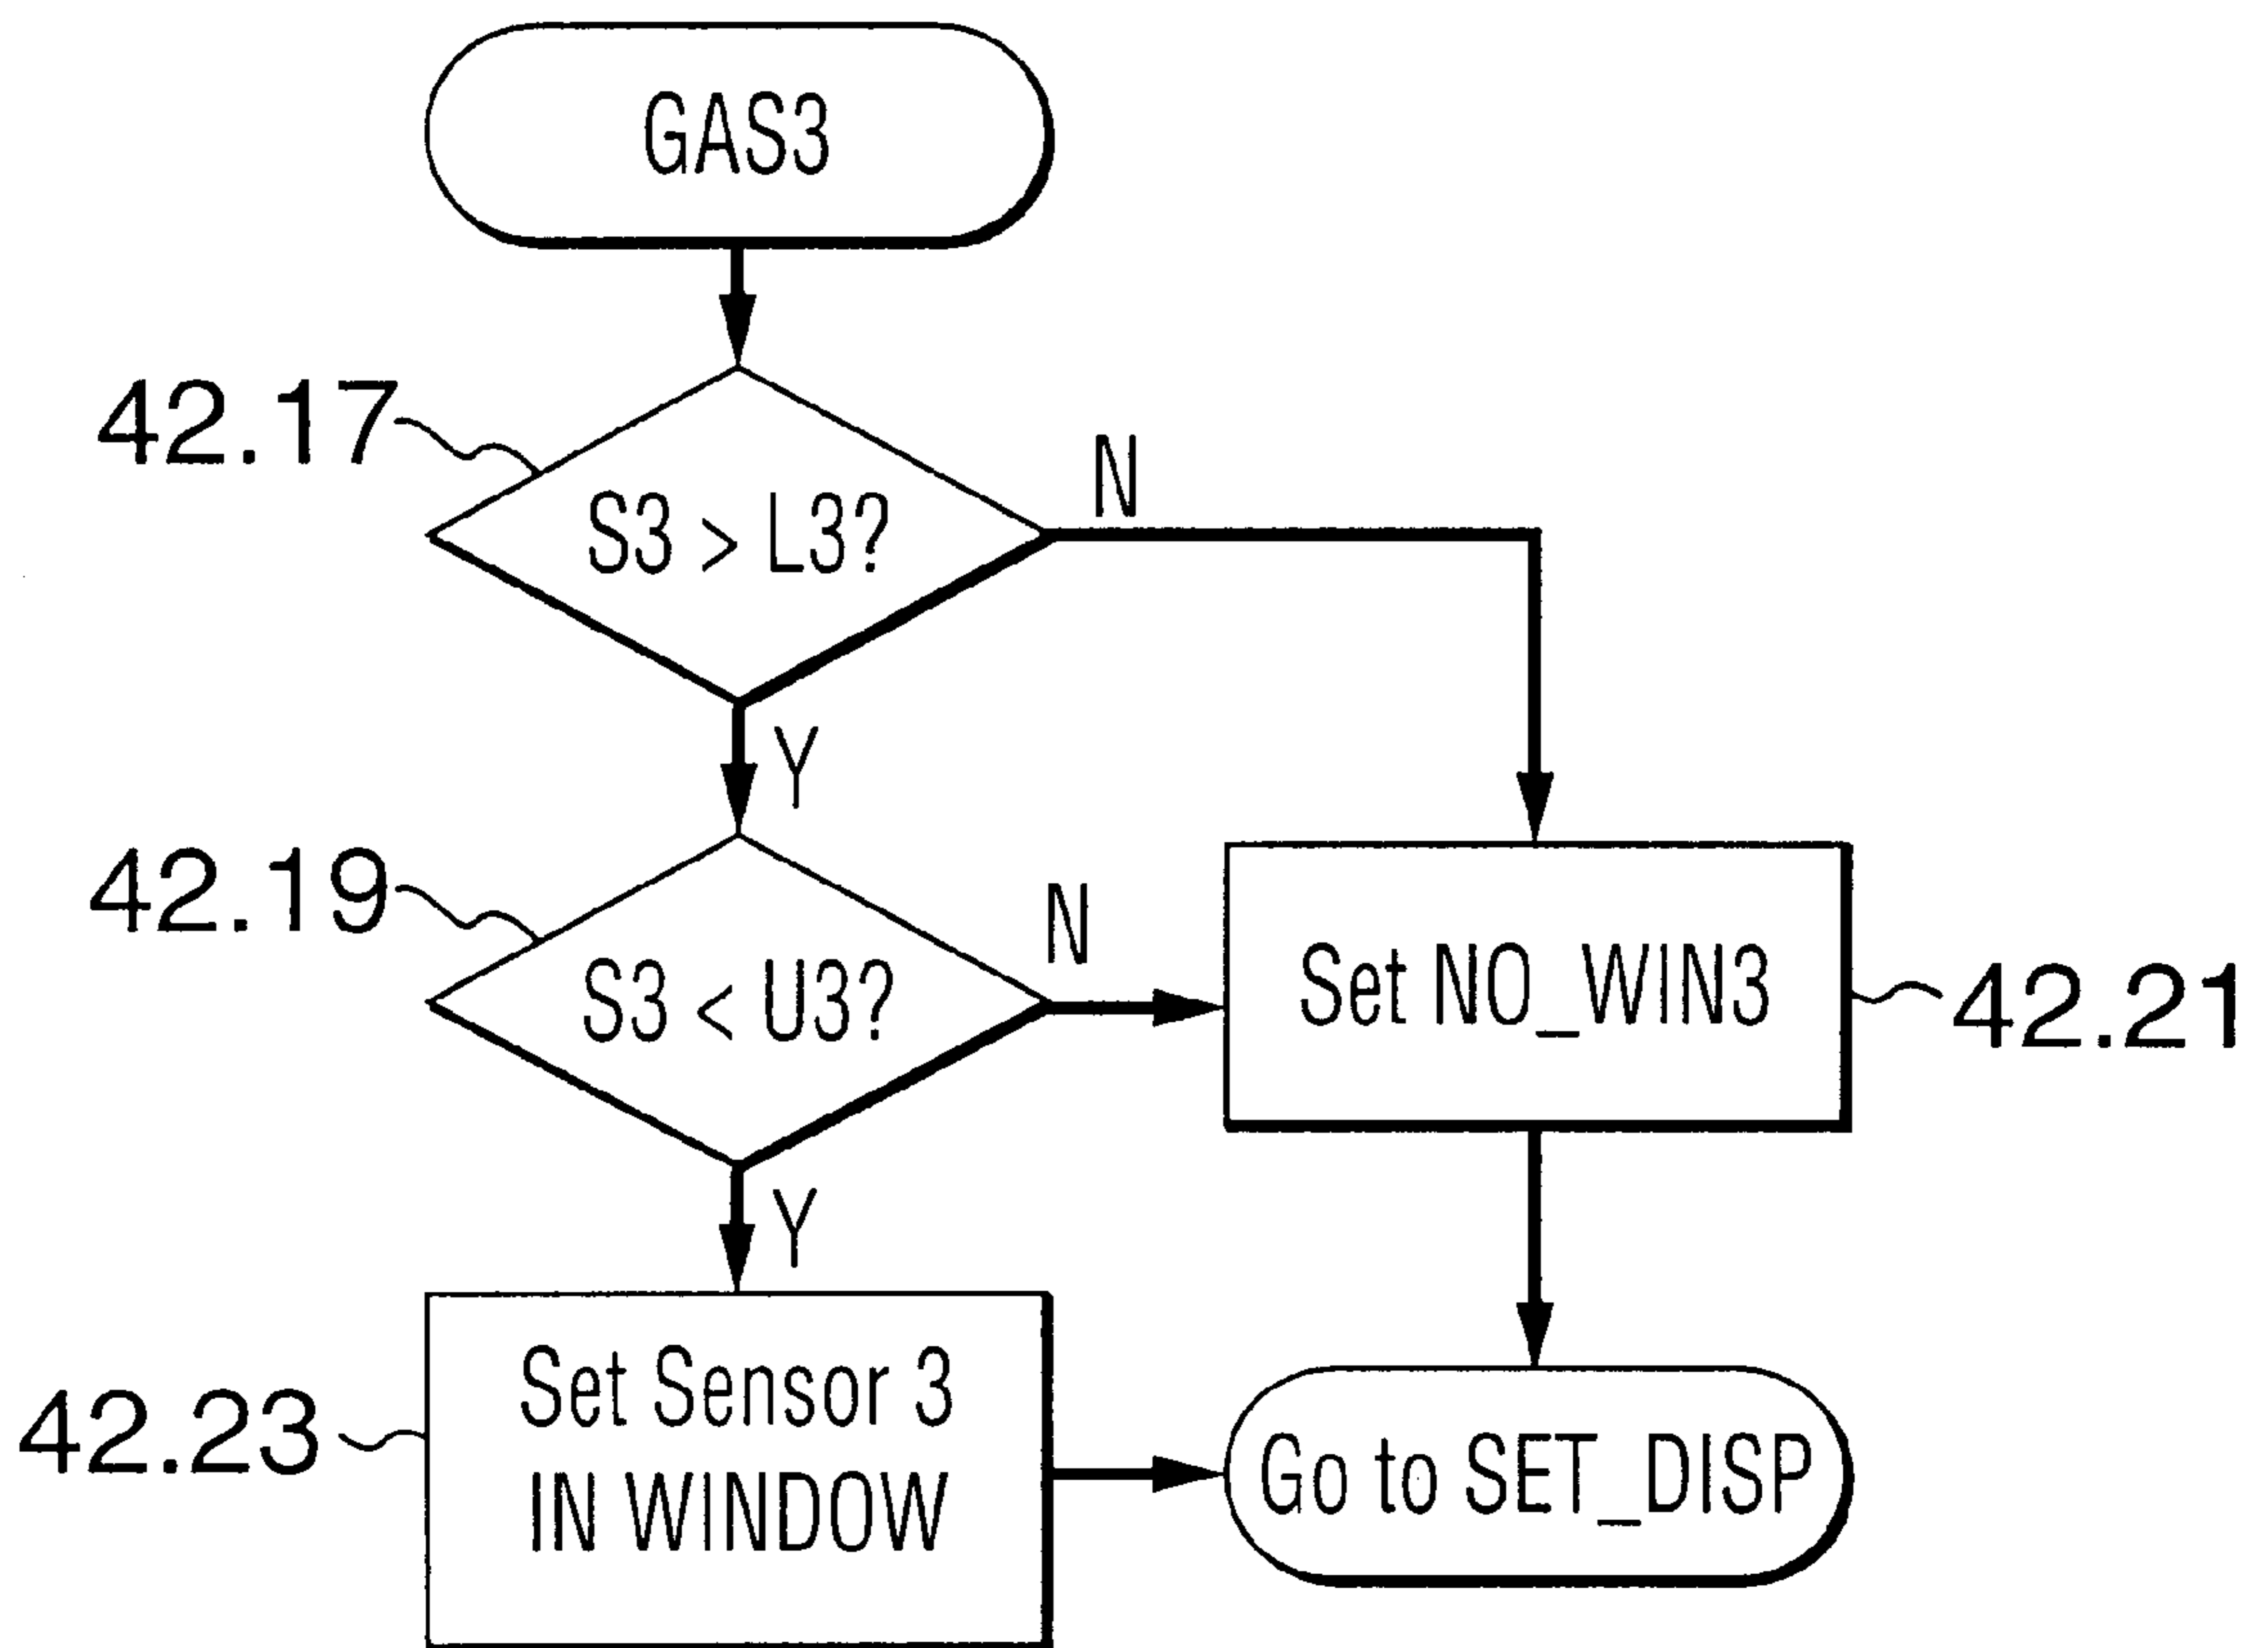 GAS3
42.17
S3 > L3?
N
Y
42.19
S3 < U3?
N
Set NO_WIN3
42.21
Y
42.23
Set Sensor 3
IN WINDOW
Go to SET_DISP